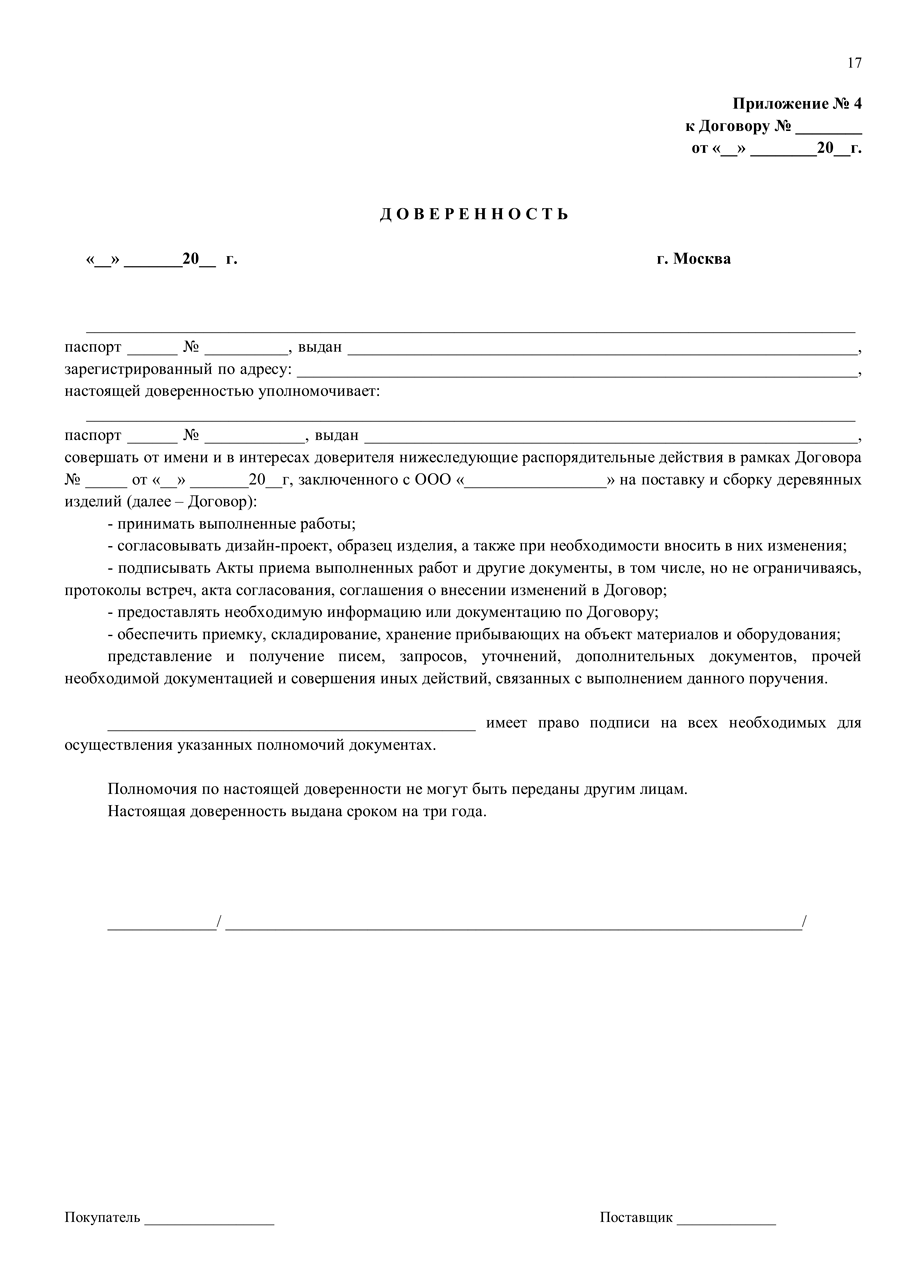 17
Приложение № 4
к Договору № ________
от «__» ________20__г.
Д О В Е Р Е Н Н О С Т Ь
«__» _______20__ г. г. Москва
____________________________________________________________________________________________
паспорт ______ № __________, выдан _____________________________________________________________,
зарегистрированный по адресу: ___________________________________________________________________,
настоящей доверенностью уполномочивает:
____________________________________________________________________________________________
паспорт ______ № ____________, выдан ___________________________________________________________,
совершать от имени и в интересах доверителя нижеследующие распорядительные действия в рамках Договора
№ _____ от «__» _______20__г, заключенного с ООО «_________________» на поставку и сборку деревянных
изделий (далее – Договор):
- принимать выполненные работы;
- согласовывать дизайн-проект, образец изделия, а также при необходимости вносить в них изменения;
- подписывать Акты приема выполненных работ и другие документы, в том числе, но не ограничиваясь,
протоколы встреч, акта согласования, соглашения о внесении изменений в Договор;
- предоставлять необходимую информацию или документацию по Договору;
- обеспечить приемку, складирование, хранение прибывающих на объект материалов и оборудования;
представление и получение писем, запросов, уточнений, дополнительных документов, прочей
необходимой документацией и совершения иных действий, связанных с выполнением данного поручения.
____________________________________________ имеет право подписи на всех необходимых для
осуществления указанных полномочий документах.
Полномочия по настоящей доверенности не могут быть переданы другим лицам.
Настоящая доверенность выдана сроком на три года.
_____________/ _____________________________________________________________________/
Покупатель _________________ Поставщик _____________